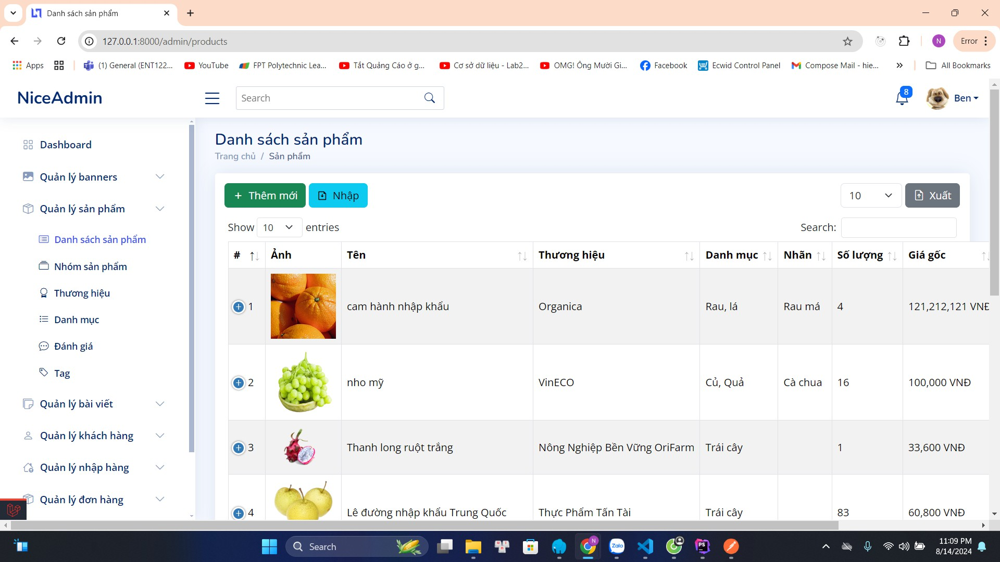 Danh sách sản phẩm
127.0.0.1:8000/admin/products
N
Error
Apps
(1) General (ENT122...
YouTube
FPT Polytechnic Lea...
Tắt Quảng Cáo ở g...
Cơ sở dữ liệu - Lab2...
OMG! Ông Mười Gi...
Facebook
Ecwid Control Panel
Compose Mail - hie...
All Bookmarks
NiceAdmin
Search
8
Ben
Dashboard
Quản lý banners
Quản lý sản phẩm
Danh sách sản phẩm
Nhóm sản phẩm
Thương hiệu
Danh mục
Đánh giá
Tag
Quản lý bài viết
Quản lý khách hàng
Quản lý nhập hàng
Quản lý đơn hàng
Danh sách sản phẩm
Trang chủ / Sản phẩm
Thêm mới
Nhập
10
Xuất
Show 10 entries
Search:
# Ảnh Tên Thương hiệu Danh mục Nhãn Số lượng Giá gốc
1 cam hành nhập khẩu Organica Rau, lá Rau má 4 121,212,121 VNĐ
2 nho mỹ VinECO Củ, Quả Cà chua 16 100,000 VNĐ
3 Thanh long ruột trắng Nông Nghiệp Bền Vững OriFarm Trái cây 1 33,600 VNĐ
4 Lê đường nhập khẩu Trung Quốc Thực Phẩm Tấn Tài Trái cây 83 60,800 VNĐ
Search
N
Zalo
PS
11:09 PM
8/14/2024